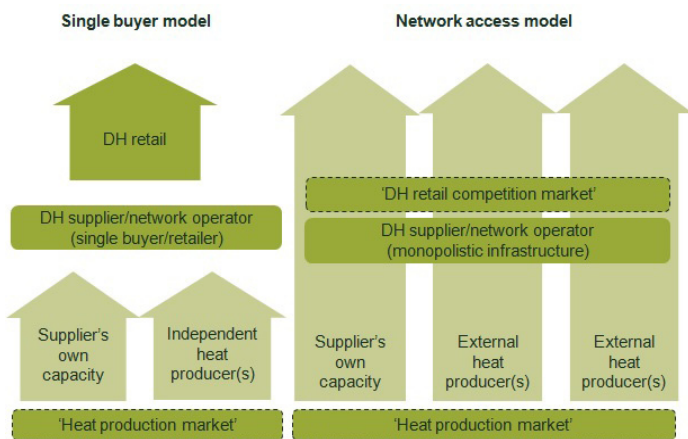 Single buyer model
DH retail
DH supplier/network operator
(single buyer/retailer)
Supplier's
own
capacity
Independent
heat
producer(s)
'Heat production market'
Network access model
'DH retail competition market'
DH supplier/network operator
(monopolistic infrastructure)
Supplier's
own
capacity
External
heat
producer(s)
External
heat
producer(s)
'Heat production market'